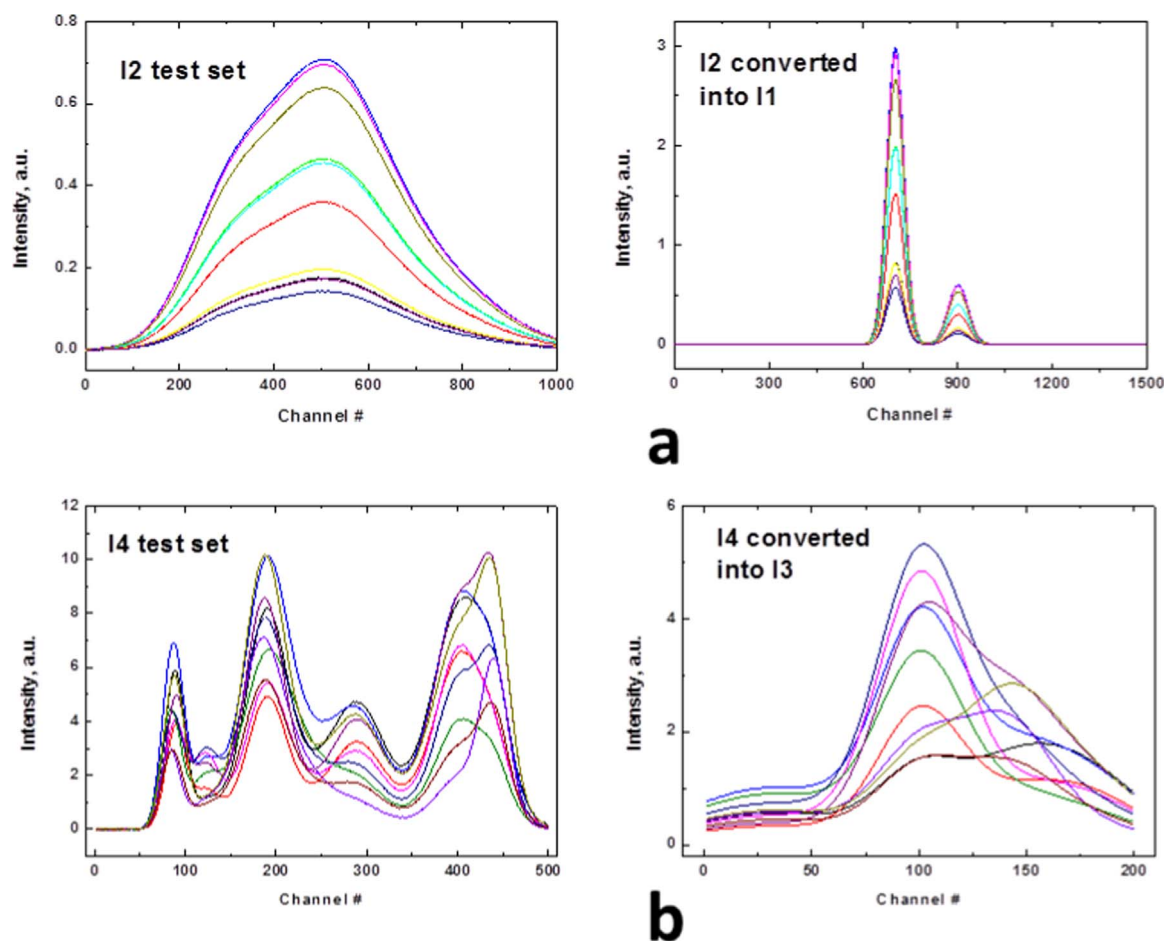 I2 test set
0.8
0.6
0.4
0.2
0.0
Intensity, a.u.
0 200 400 600 800 1000
Channel #
I2 converted
into I1
3
2
1
0
Intensity, a.u.
0 300 600 900 1200 1500
Channel #
a
I4 test set
12
10
8
6
4
2
0
Intensity, a.u.
0 100 200 300 400 500
Channel #
I4 converted
into I3
6
4
2
0
Intensity, a.u.
0 50 100 150 200
Channel #
b